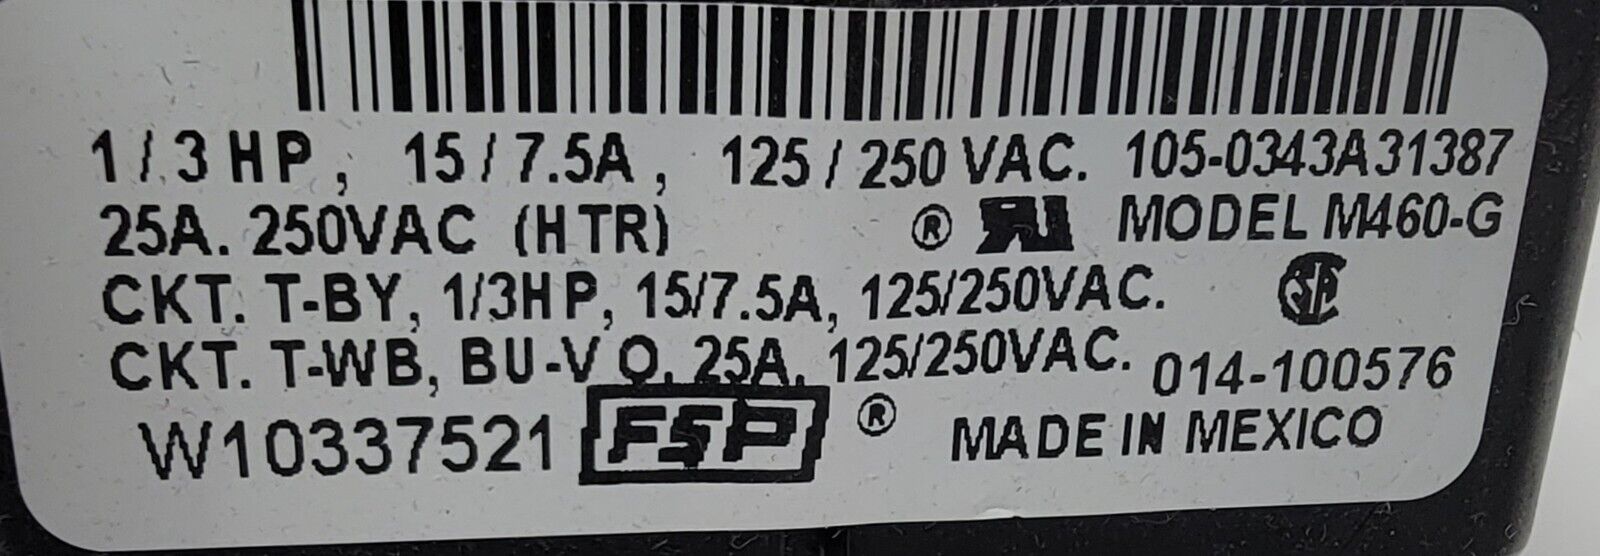 1/3 HP, 15/7.5A, 125/250 VAC. 105-0343A31387
25A. 250VAC (HTR) ® RU MODEL M460-G
CKT. T-BY, 1/3HP, 15/7.5A, 125/250VAC. SA
CKT. T-WB, BU-V O, 25A, 125/250VAC. 014-100576
W10337521 FSP ® MADE IN MEXICO